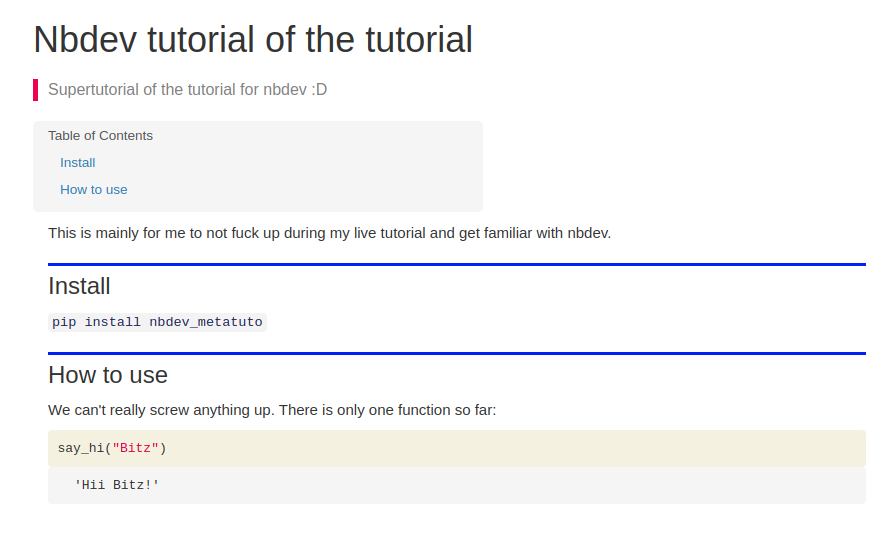 Nbdev tutorial of the tutorial
Supertutorial of the tutorial for nbdev :D
Table of Contents
Install
How to use
This is mainly for me to not fuck up during my live tutorial and get familiar with nbdev.
Install
pip install nbdev_metatuto
How to use
We can't really screw anything up. There is only one function so far:
say_hi("Bitz")
'Hii Bitz!'